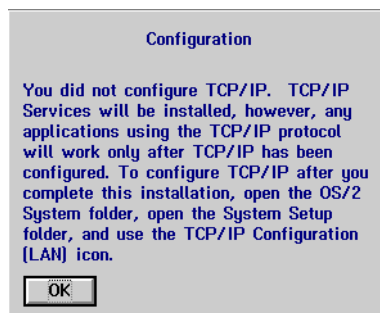 Configuration
You did not configure TCP/IP. TCP/IP
Services will be installed, however, any
applications using the TCP/IP protocol
will work only after TCP/IP has been
configured. To configure TCP/IP after you
complete this installation, open the OS/2
System folder, open the System Setup
folder, and use the TCP/IP Configuration
(LAN) icon.
OK